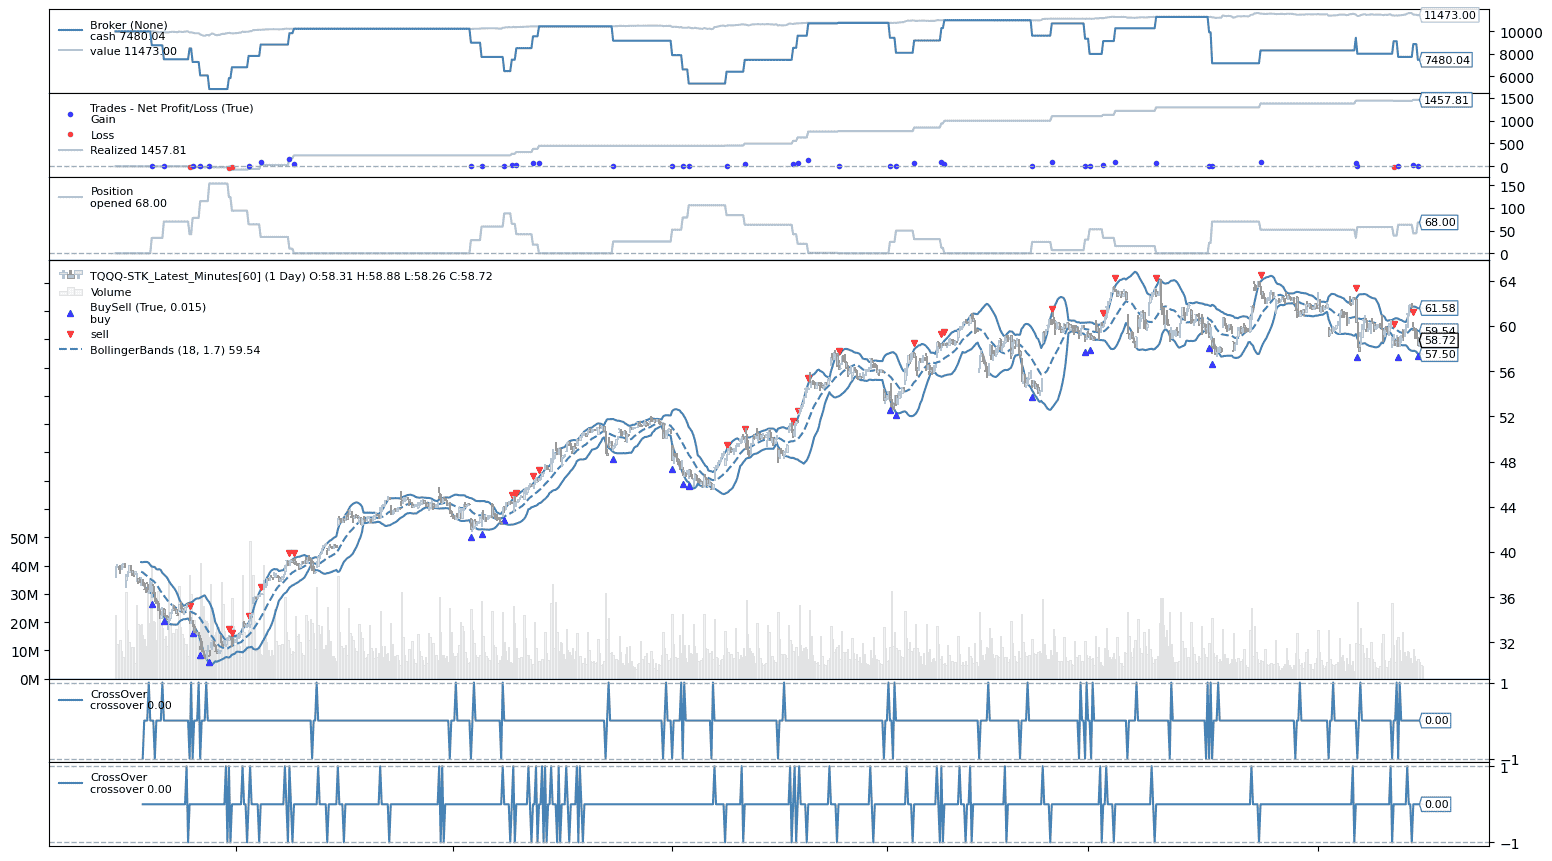 Broker (None)
cash 7480.04
value 11473.00
11473.00
10000
8000
7480.04
6000
Trades - Net Profit/Loss (True)
Gain
Loss
Realized 1457.81
1500
1457.81
1000
500
0
Position
opened 68.00
150
100
68.00
50
0
TQQQ-STK_Latest_Minutes[60] (1 Day) O:58.31 H:58.88 L:58.26 C:58.72
Volume
BuySell (True, 0.015)
buy
sell
BollingerBands (18, 1.7) 59.54
64
61.58
60
59.54
58.72
57.50
56
52
48
44
40
36
32
50M
40M
30M
20M
10M
0M
CrossOver
crossover 0.00
1
0.00
−1
CrossOver
crossover 0.00
1
0.00
−1